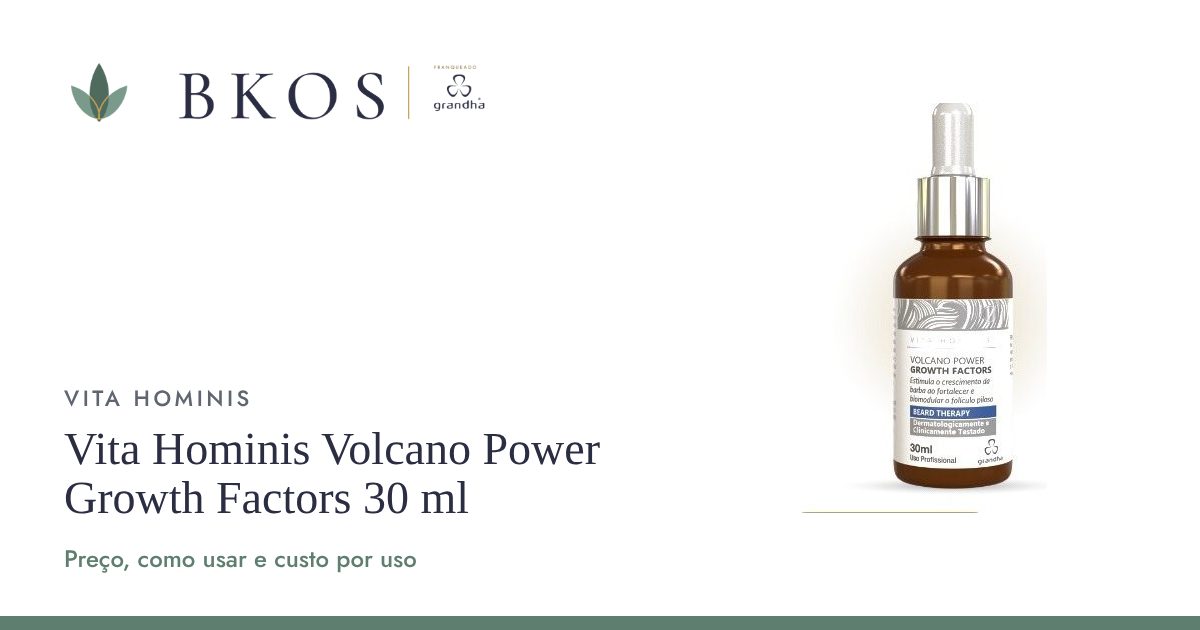 BKOS
FRANQUEADO
grandha
VITA HOMINIS
Vita Hominis Volcano Power
Growth Factors 30 ml
Preço, como usar e custo por uso
VOLCANO POWER
GROWTH FACTORS
Estimula o crescimento da
barba ao fortalecer e
biomodular o folículo piloso
BEARD THERAPY
Dermatologicamente e
Clinicamente Testado
30ml
Uso Profissional
grandha